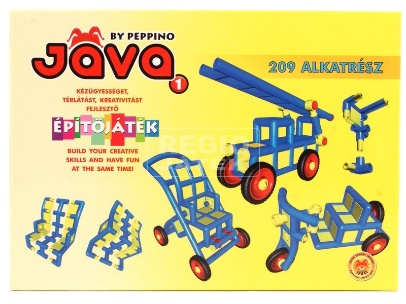 BY PEPPINO
JAVA
1
209 ALKATRÉSZ
KÉZÜGYESSÉGET,
TÉRLÁTÁST, KREATIVITÁST
FEJLESZTŐ
ÉPÍTŐJÁTÉK
BUILD YOUR CREATIVE
SKILLS AND HAVE FUN
AT THE SAME TIME!
REGIO